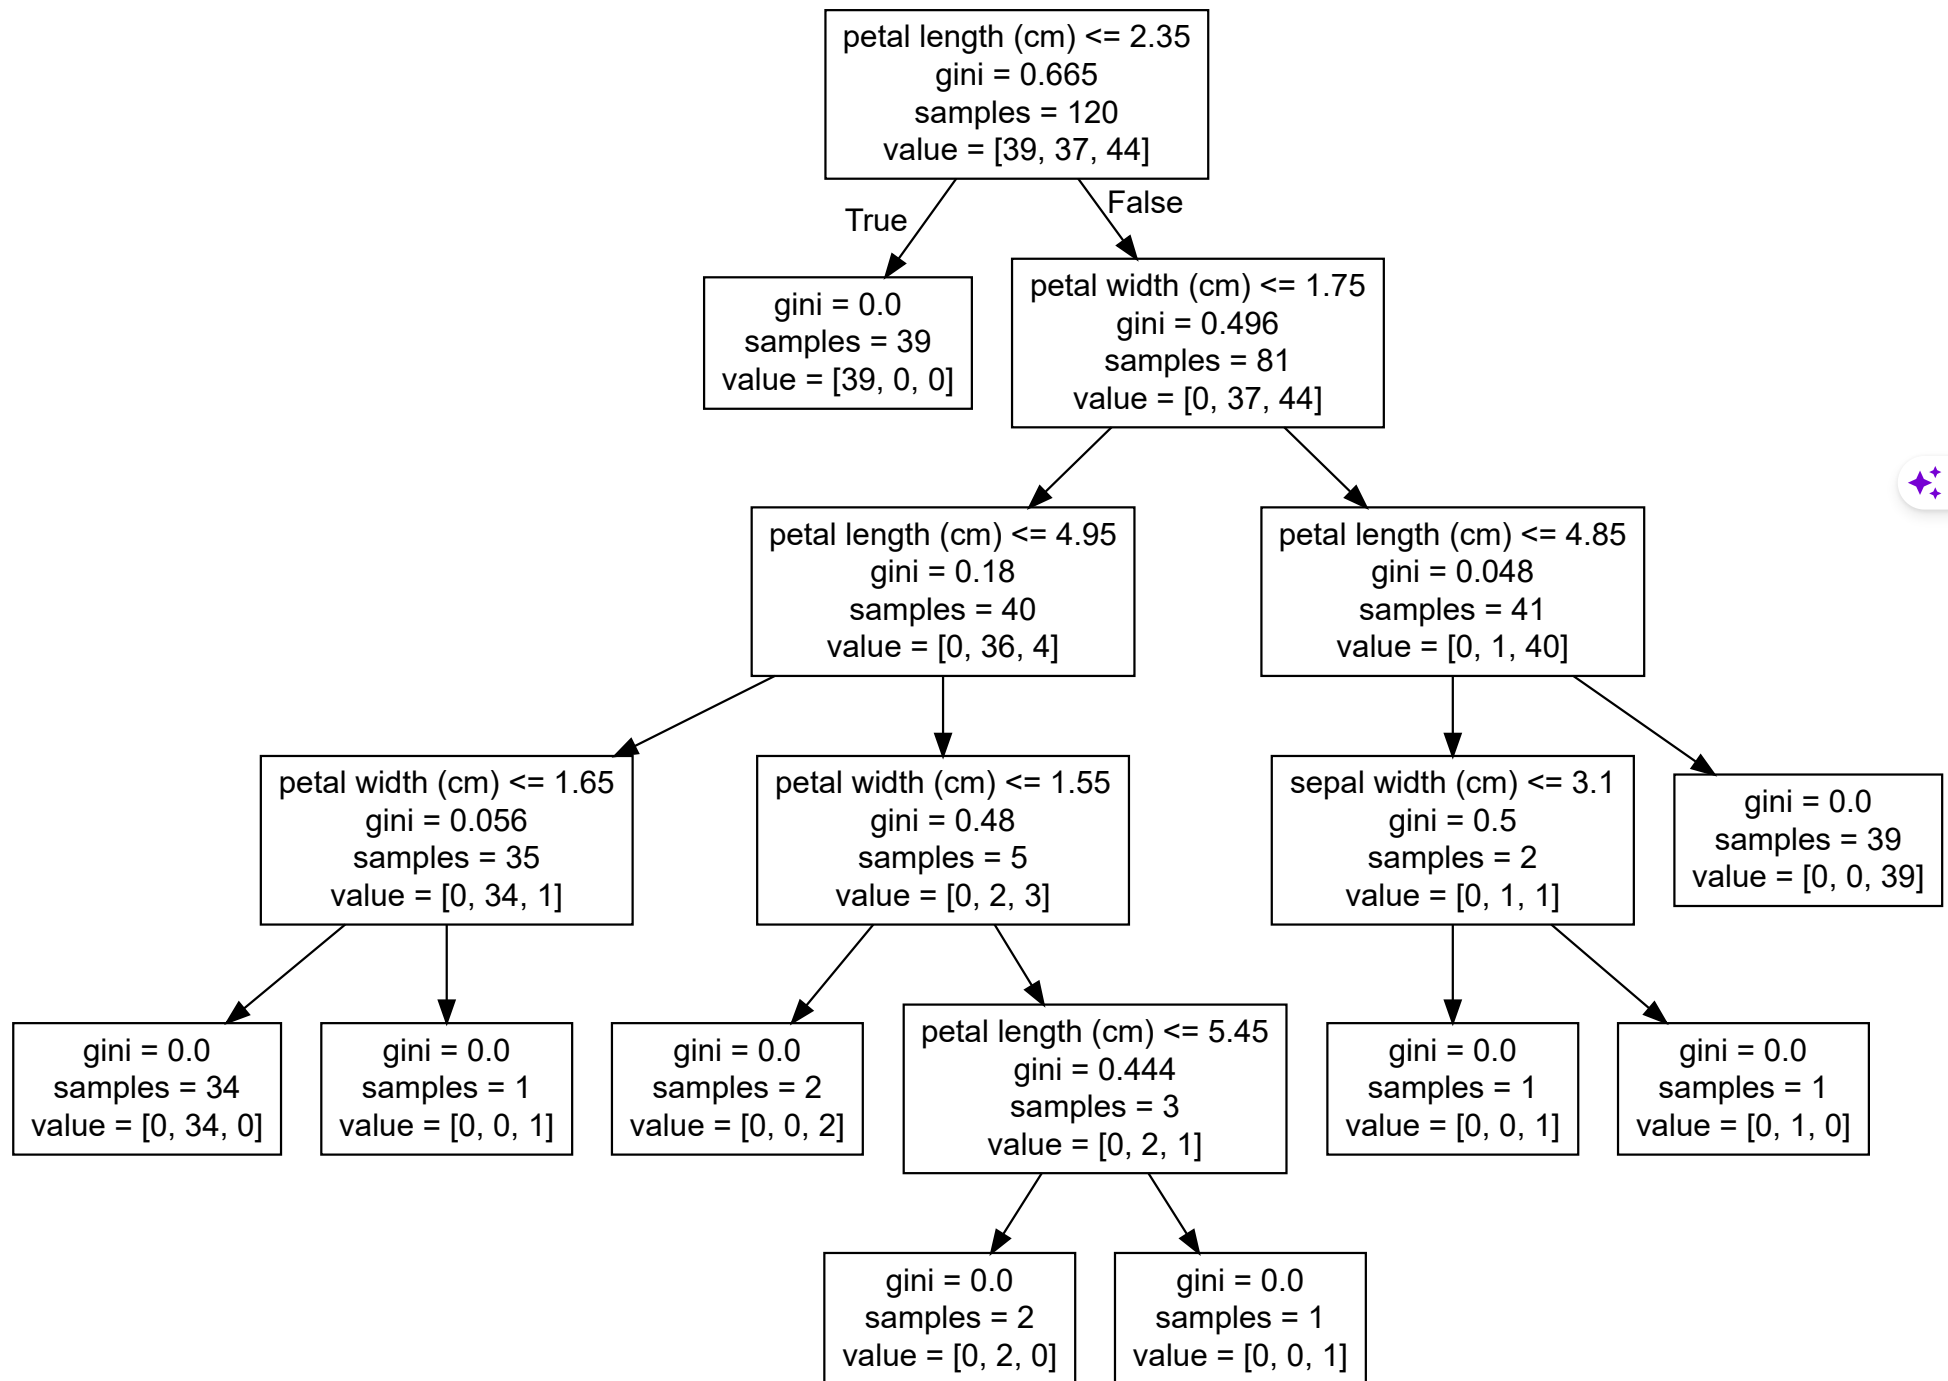 petal length (cm) <= 2.35
gini = 0.665
samples = 120
value = [39, 37, 44]
True
False
gini = 0.0
samples = 39
value = [39, 0, 0]
petal width (cm) <= 1.75
gini = 0.496
samples = 81
value = [0, 37, 44]
petal length (cm) <= 4.95
gini = 0.18
samples = 40
value = [0, 36, 4]
petal length (cm) <= 4.85
gini = 0.048
samples = 41
value = [0, 1, 40]
petal width (cm) <= 1.65
gini = 0.056
samples = 35
value = [0, 34, 1]
petal width (cm) <= 1.55
gini = 0.48
samples = 5
value = [0, 2, 3]
sepal width (cm) <= 3.1
gini = 0.5
samples = 2
value = [0, 1, 1]
gini = 0.0
samples = 39
value = [0, 0, 39]
gini = 0.0
samples = 34
value = [0, 34, 0]
gini = 0.0
samples = 1
value = [0, 0, 1]
gini = 0.0
samples = 2
value = [0, 0, 2]
petal length (cm) <= 5.45
gini = 0.444
samples = 3
value = [0, 2, 1]
gini = 0.0
samples = 1
value = [0, 0, 1]
gini = 0.0
samples = 1
value = [0, 1, 0]
gini = 0.0
samples = 2
value = [0, 2, 0]
gini = 0.0
samples = 1
value = [0, 0, 1]